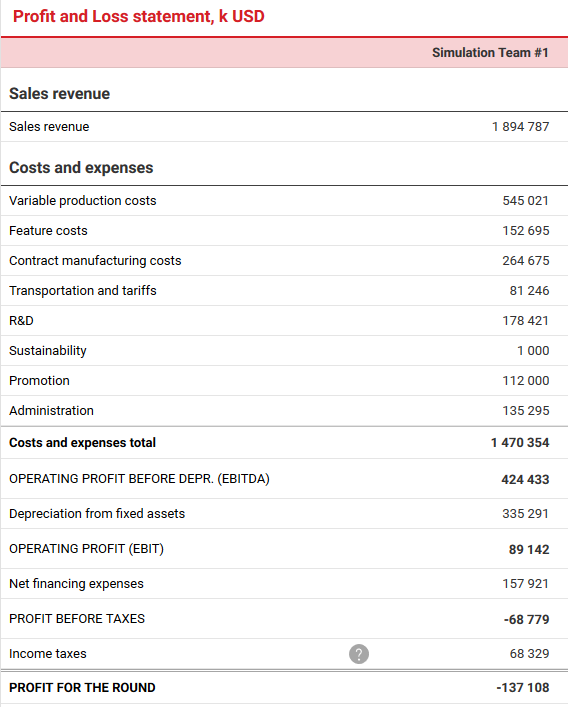 Profit and Loss statement, k USD
Simulation Team #1
Sales revenue
Sales revenue 1 894 787
Costs and expenses
Variable production costs 545 021
Feature costs 152 695
Contract manufacturing costs 264 675
Transportation and tariffs 81 246
R&D 178 421
Sustainability 1 000
Promotion 112 000
Administration 135 295
Costs and expenses total 1 470 354
OPERATING PROFIT BEFORE DEPR. (EBITDA) 424 433
Depreciation from fixed assets 335 291
OPERATING PROFIT (EBIT) 89 142
Net financing expenses 157 921
PROFIT BEFORE TAXES -68 779
Income taxes ? 68 329
PROFIT FOR THE ROUND -137 108